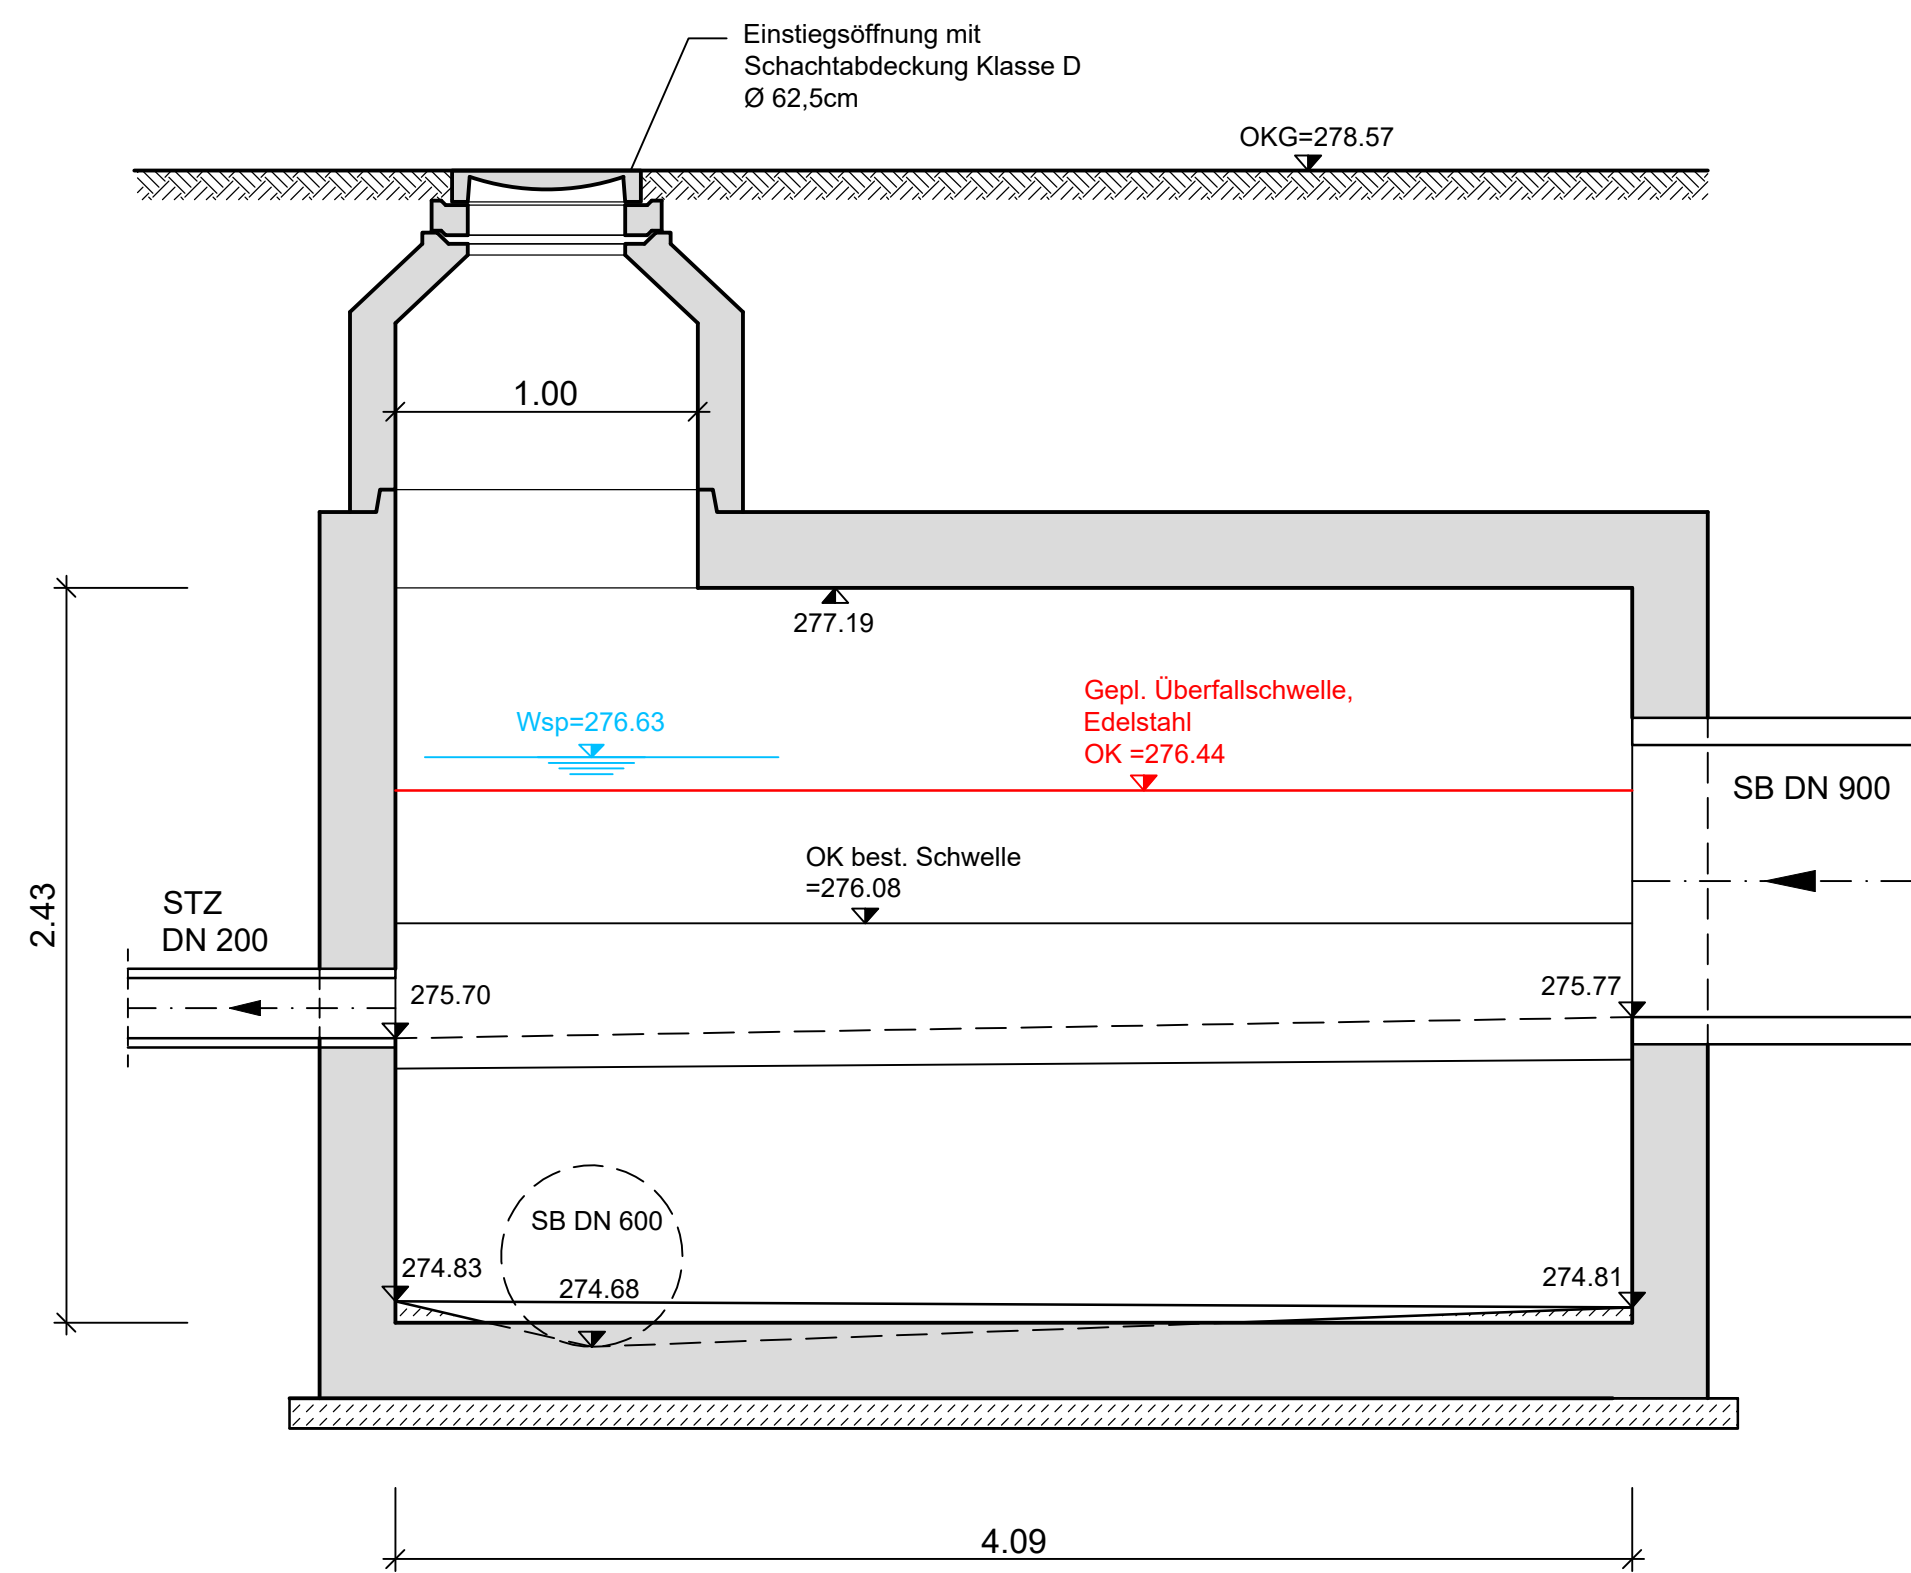 Einstiegsöffnung mit
Schachtabdeckung Klasse D
Ø 62,5cm
OKG=278.57
1.00
277.19
Gepl. Überfallschwelle,
Edelstahl
OK =276.44
Wsp=276.63
SB DN 900
OK best. Schwelle
=276.08
2.43
STZ
DN 200
275.70
275.77
SB DN 600
274.83
274.68
274.81
4.09